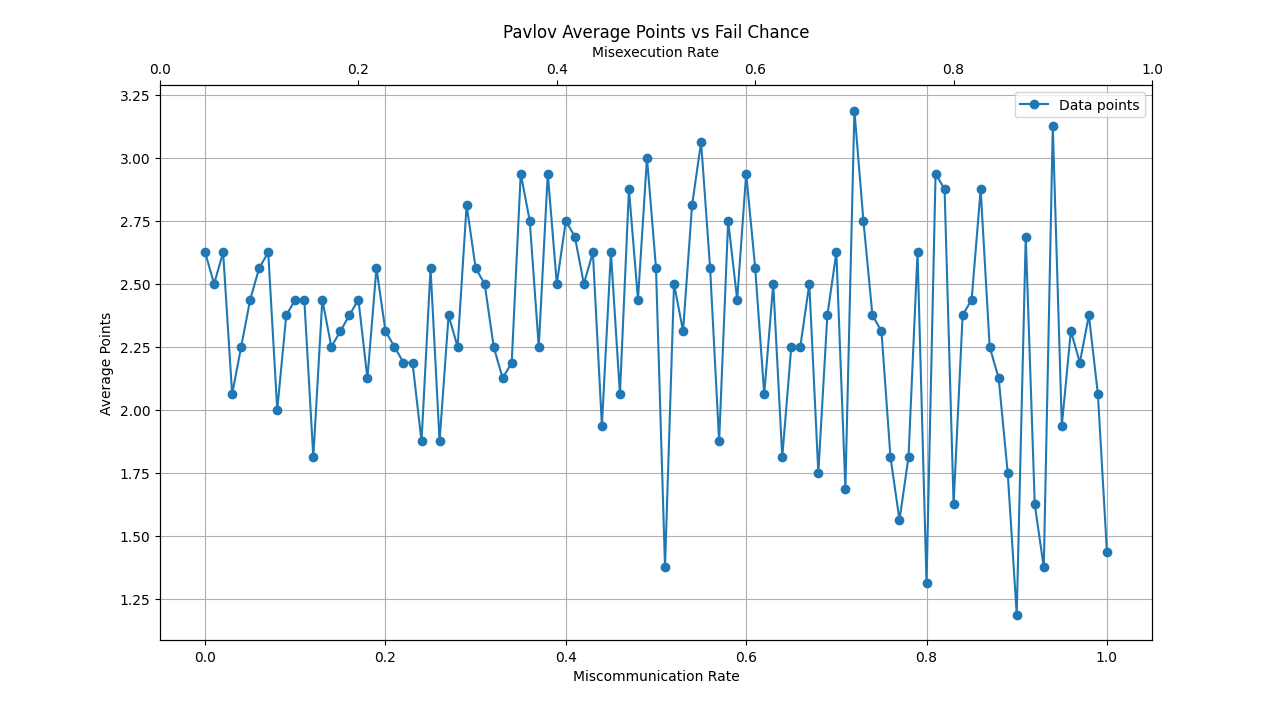 Pavlov Average Points vs Fail Chance
Misexecution Rate
0.0 0.2 0.4 0.6 0.8 1.0
Data points
Average Points
3.25
3.00
2.75
2.50
2.25
2.00
1.75
1.50
1.25
0.0 0.2 0.4 0.6 0.8 1.0
Miscommunication Rate